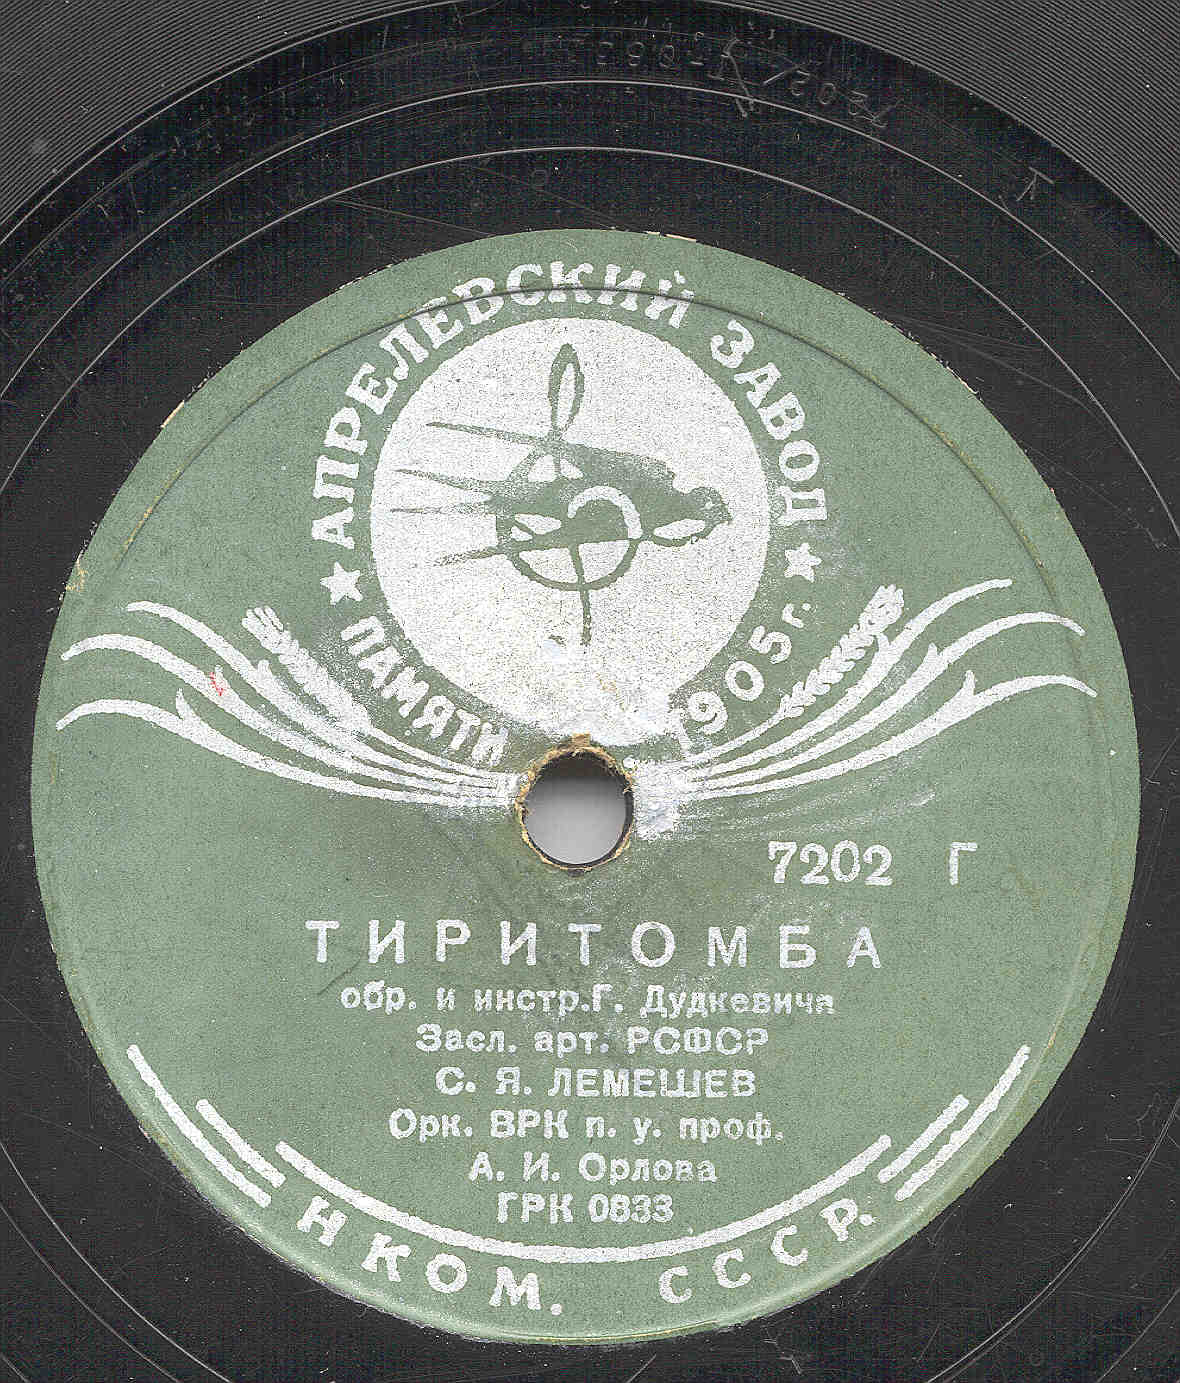 АПРЕЛЕВСКИЙ ЗАВОД
ПАМЯТИ 1905 г.
7202 Г
ТИРИТОМБА
обр. и инстр.Г. Дудкевича
Засл. арт. РСФСР
С. Я. ЛЕМЕШЕВ
Орк. ВРК п. у. проф.
А. И. Орлова
ГРК 0833
НКОМ. СССР.